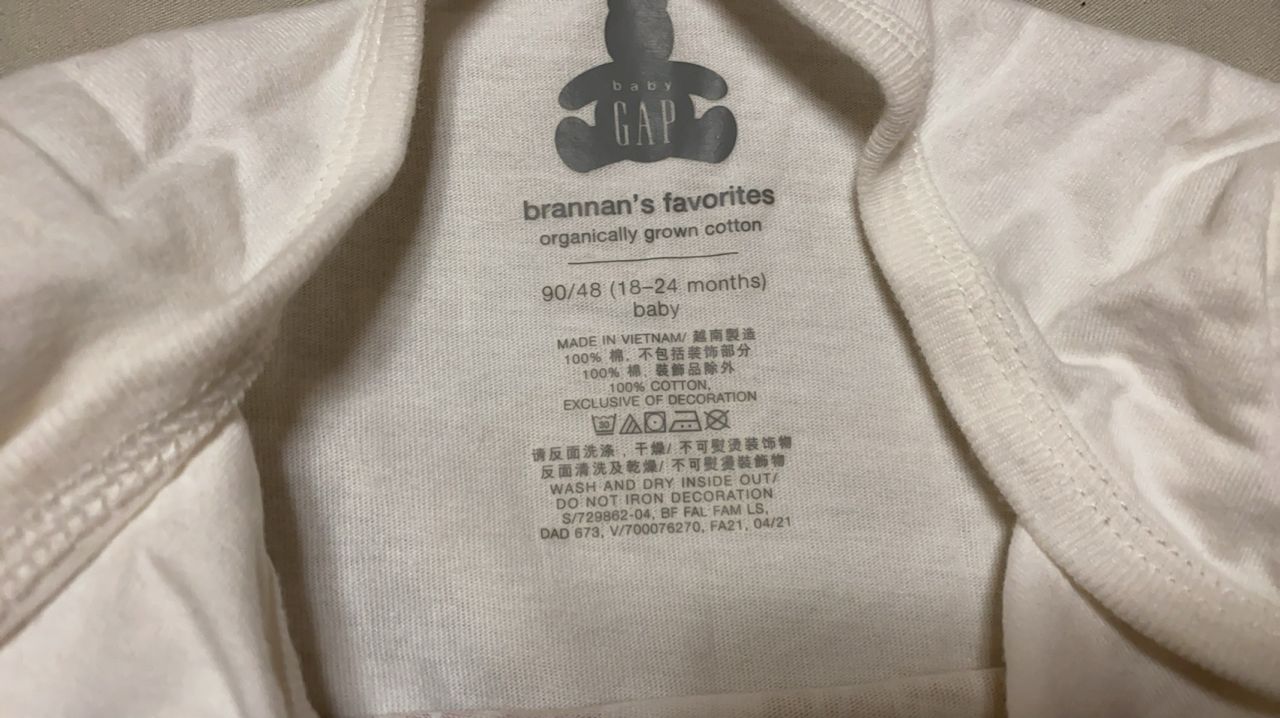 baby
GAP
brannan's favorites
organically grown cotton
90/48 (18–24 months)
baby
MADE IN VIETNAM/ 越南製造
100% 棉, 不包括装饰部分
100% 棉, 裝飾品除外
100% COTTON,
EXCLUSIVE OF DECORATION
30
请反面洗涤，干燥/ 不可熨烫装饰物
反面清洗及乾燥/ 不可熨燙裝飾物
WASH AND DRY INSIDE OUT/
DO NOT IRON DECORATION
S/729862-04, BF FAL FAM LS,
DAD 673, V/700076270, FA21, 04/21